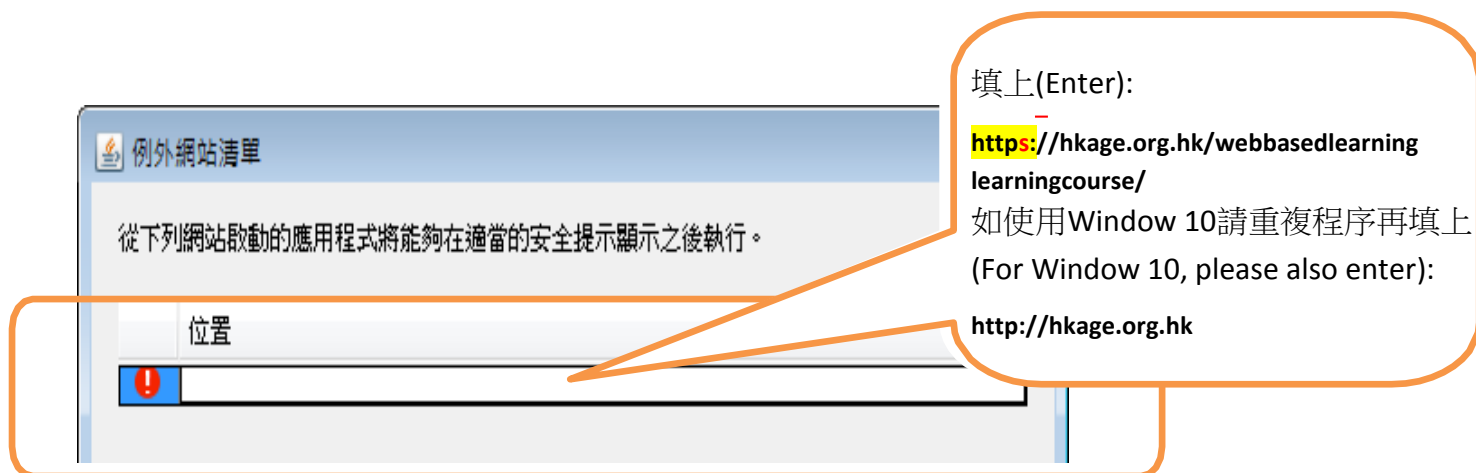 填上(Enter):
https://hkage.org.hk/webbasedlearning
learningcourse/
如使用Window 10請重複程序再填上
(For Window 10, please also enter):
http://hkage.org.hk
例外網站清單
從下列網站啟動的應用程式將能夠在適當的安全提示顯示之後執行。
位置